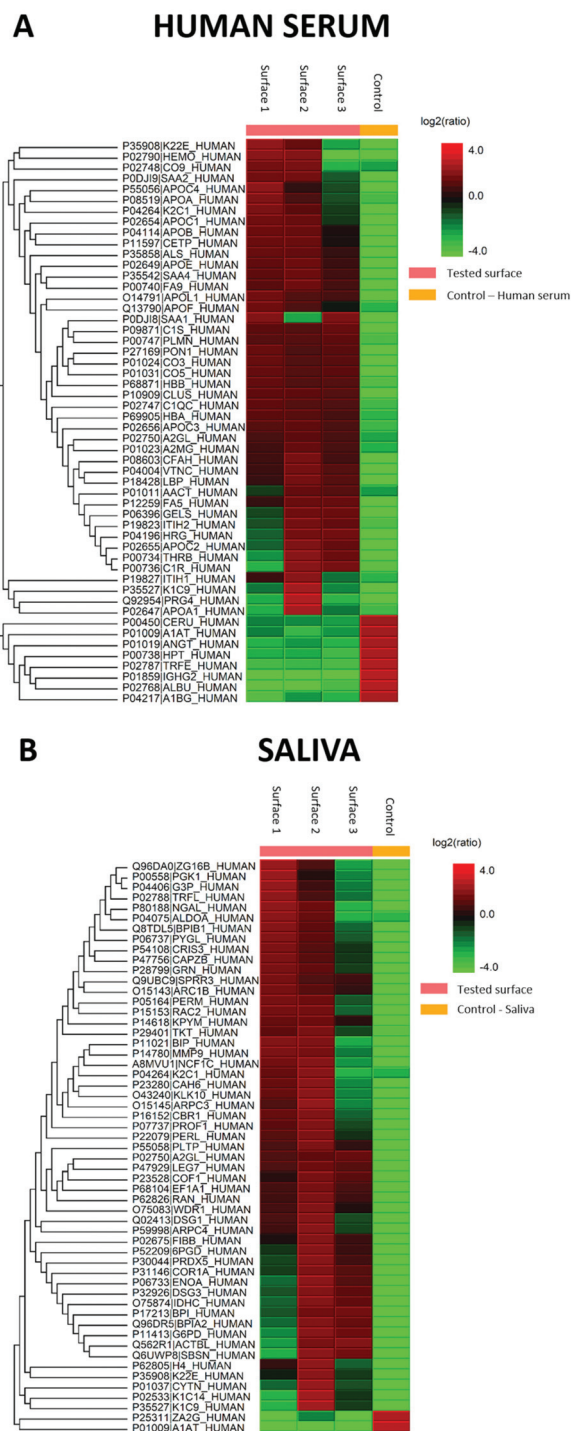 A HUMAN SERUM
Surface 1
Surface 2
Surface 3
Control
log2(ratio)
4.0
0.0
-4.0
Tested surface
Control – Human serum
P35908|K22E_HUMAN
P02790|HEMO_HUMAN
P02748|CO9_HUMAN
P0DJI9|SAA2_HUMAN
P55056|APOC4_HUMAN
P08519|APOA_HUMAN
P04264|K2C1_HUMAN
P02654|APOC1_HUMAN
P04114|APOB_HUMAN
P11597|CETP_HUMAN
P35858|ALS_HUMAN
P02649|APOE_HUMAN
P35542|SAA4_HUMAN
P00740|FA9_HUMAN
O14791|APOL1_HUMAN
Q13790|APOF_HUMAN
P0DJI8|SAA1_HUMAN
P09871|C1S_HUMAN
P00747|PLMN_HUMAN
P27169|PON1_HUMAN
P01024|CO3_HUMAN
P01031|CO5_HUMAN
P68871|HBB_HUMAN
P10909|CLUS_HUMAN
P02747|C1QC_HUMAN
P69905|HBA_HUMAN
P02656|APOC3_HUMAN
P02750|A2GL_HUMAN
P01023|A2MG_HUMAN
P08603|CFAH_HUMAN
P04004|VTNC_HUMAN
P18428|LBP_HUMAN
P01011|AACT_HUMAN
P12259|FA5_HUMAN
P06396|GELS_HUMAN
P19823|ITIH2_HUMAN
P04196|HRG_HUMAN
P02655|APOC2_HUMAN
P00734|THRB_HUMAN
P00736|C1R_HUMAN
P19827|ITIH1_HUMAN
P35527|K1C9_HUMAN
Q92954|PRG4_HUMAN
P02647|APOA1_HUMAN
P00450|CERU_HUMAN
P01009|A1AT_HUMAN
P01019|ANGT_HUMAN
P00738|HPT_HUMAN
P02787|TRFE_HUMAN
P01859|IGHG2_HUMAN
P02768|ALBU_HUMAN
P04217|A1BG_HUMAN
B SALIVA
Surface 1
Surface 2
Surface 3
Control
log2(ratio)
4.0
0.0
-4.0
Tested surface
Control - Saliva
Q96DA0|ZG16B_HUMAN
P00558|PGK1_HUMAN
P04406|G3P_HUMAN
P02788|TRFL_HUMAN
P80188|NGAL_HUMAN
P04075|ALDOA_HUMAN
Q8TDL5|BPIB1_HUMAN
P06737|PYGL_HUMAN
P54108|CRIS3_HUMAN
P47756|CAPZB_HUMAN
P28799|GRN_HUMAN
Q9UBC9|SPRR3_HUMAN
O15143|ARC1B_HUMAN
P05164|PERM_HUMAN
P15153|RAC2_HUMAN
P14618|KPYM_HUMAN
P29401|TKT_HUMAN
P11021|BIP_HUMAN
P14780|MMP9_HUMAN
A8MVU1|NCF1C_HUMAN
P04264|K2C1_HUMAN
P23280|CAH6_HUMAN
O43240|KLK10_HUMAN
O15145|ARPC3_HUMAN
P16152|CBR1_HUMAN
P07737|PROF1_HUMAN
P22079|PERL_HUMAN
P55058|PLTP_HUMAN
P02750|A2GL_HUMAN
P47929|LEG7_HUMAN
P23528|COF1_HUMAN
P68104|EF1A1_HUMAN
P62826|RAN_HUMAN
O75083|WDR1_HUMAN
Q02413|DSG1_HUMAN
P59998|ARPC4_HUMAN
P02675|FIBB_HUMAN
P52209|6PGD_HUMAN
P30044|PRDX5_HUMAN
P31146|COR1A_HUMAN
P06733|ENOA_HUMAN
P32926|DSG3_HUMAN
O75874|IDHC_HUMAN
P17213|BPI_HUMAN
Q96DR5|BPIA2_HUMAN
P11413|G6PD_HUMAN
Q562R1|ACTBL_HUMAN
Q6UWP8|SBSN_HUMAN
P62805|H4_HUMAN
P35908|K22E_HUMAN
P01037|CYTN_HUMAN
P02533|K1C14_HUMAN
P35527|K1C9_HUMAN
P25311|ZA2G_HUMAN
P01009|A1AT_HUMAN